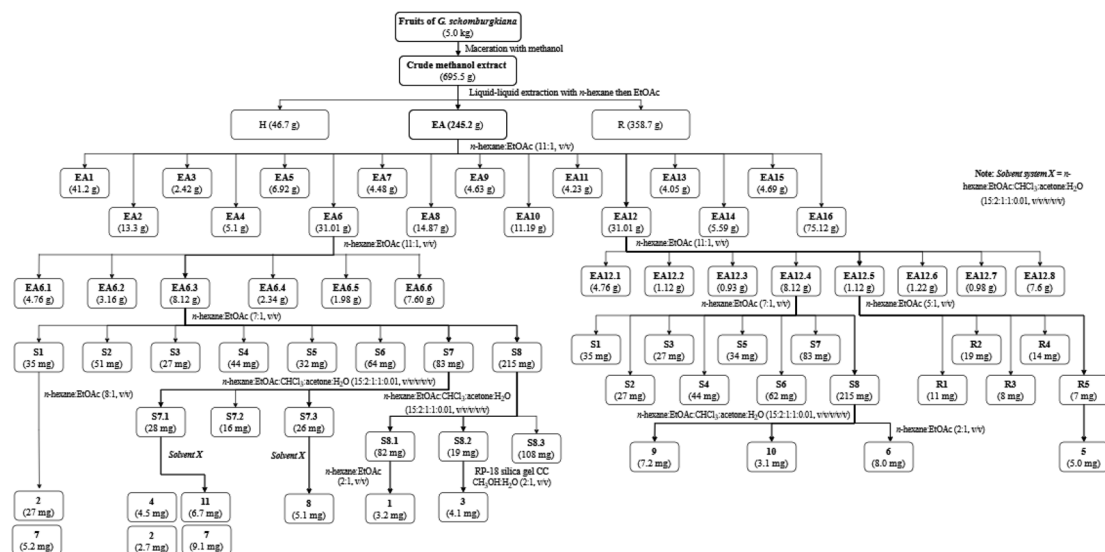 Fruits of G. schomburgkiana
(5.0 kg)
Maceration with methanol
Crude methanol extract
(695.5 g)
Liquid-liquid extraction with n-hexane then EtOAc
H (46.7 g)
EA (245.2 g)
R (358.7 g)
n-hexane:EtOAc (11:1, v/v)
EA1
(41.2 g)
EA3
(2.42 g)
EA5
(6.92 g)
EA7
(4.48 g)
EA9
(4.63 g)
EA11
(4.23 g)
EA13
(4.05 g)
EA15
(4.69 g)
EA2
(13.3 g)
EA4
(5.1 g)
EA6
(31.01 g)
EA8
(14.87 g)
EA10
(11.19 g)
EA12
(31.01 g)
EA14
(5.59 g)
EA16
(75.12 g)
Note: Solvent system X = n-
hexane:EtOAc:CHCl₃:acetone:H₂O
(15:2:1:1:0.01, v/v/v/v/v)
n-hexane:EtOAc (11:1, v/v)
EA6.1
(4.76 g)
EA6.2
(3.16 g)
EA6.3
(8.12 g)
EA6.4
(2.34 g)
EA6.5
(1.98 g)
EA6.6
(7.60 g)
n-hexane:EtOAc (7:1, v/v)
S1
(35 mg)
S2
(51 mg)
S3
(27 mg)
S4
(44 mg)
S5
(32 mg)
S6
(64 mg)
S7
(83 mg)
S8
(215 mg)
n-hexane:EtOAc (8:1, v/v)
n-hexane:EtOAc:CHCl₃:acetone:H₂O (15:2:1:1:0.01, v/v/v/v/v)
n-hexane:EtOAc:CHCl₃:acetone:H₂O
(15:2:1:1:0.01, v/v/v/v/v)
S7.1
(28 mg)
S7.2
(16 mg)
S7.3
(26 mg)
S8.1
(82 mg)
S8.2
(19 mg)
S8.3
(108 mg)
Solvent X
Solvent X
n-hexane:EtOAc
(2:1, v/v)
RP-18 silica gel CC
CH₃OH:H₂O (2:1, v/v)
2
(27 mg)
7
(5.2 mg)
4
(4.5 mg)
11
(6.7 mg)
2
(2.7 mg)
7
(9.1 mg)
8
(5.1 mg)
1
(3.2 mg)
3
(4.1 mg)
n-hexane:EtOAc (11:1, v/v)
EA12.1
(4.76 g)
EA12.2
(1.12 g)
EA12.3
(0.93 g)
EA12.4
(8.12 g)
EA12.5
(1.12 g)
EA12.6
(1.22 g)
EA12.7
(0.98 g)
EA12.8
(7.6 g)
n-hexane:EtOAc (7:1, v/v)
n-hexane:EtOAc (5:1, v/v)
S1
(35 mg)
S3
(27 mg)
S5
(34 mg)
S7
(83 mg)
S2
(27 mg)
S4
(44 mg)
S6
(62 mg)
S8
(215 mg)
R2
(19 mg)
R4
(14 mg)
R1
(11 mg)
R3
(8 mg)
R5
(7 mg)
n-hexane:EtOAc:CHCl₃:acetone:H₂O (15:2:1:1:0.01, v/v/v/v/v)
n-hexane:EtOAc (2:1, v/v)
9
(7.2 mg)
10
(3.1 mg)
6
(8.0 mg)
5
(5.0 mg)